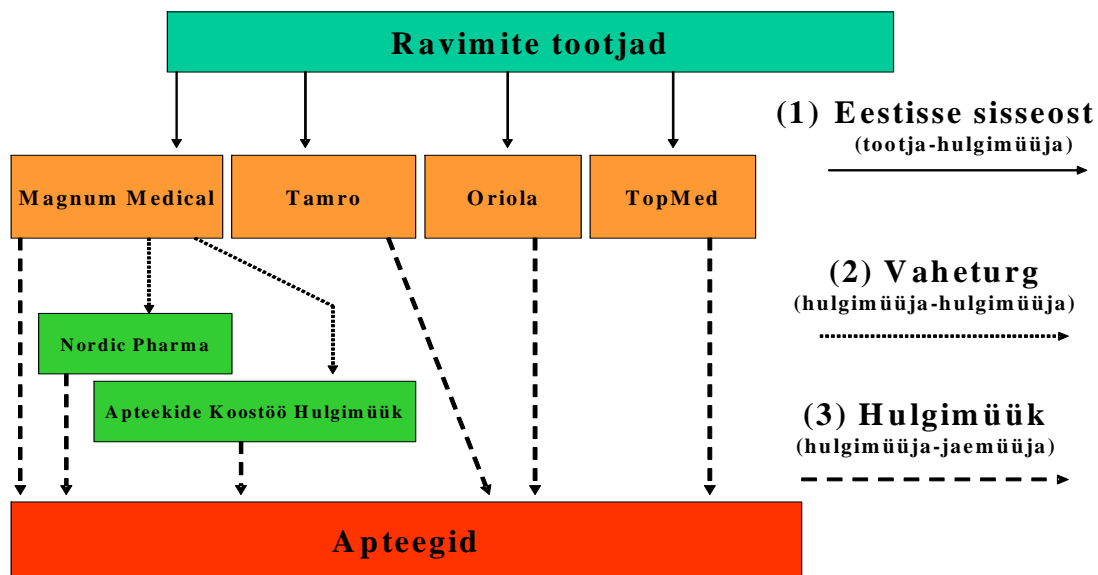 Ravimite tootjad
(1) Eestisse sisseost
(tootja-hulgimüüja)
Magnum Medical
Tamro
Oriola
TopMed
(2) Vaheturg
(hulgimüüja-hulgimüüja)
Nordic Pharma
Apteekide Koostöö Hulgimüük
(3) Hulgimüük
(hulgimüüja-jaemüüja)
Apteegid